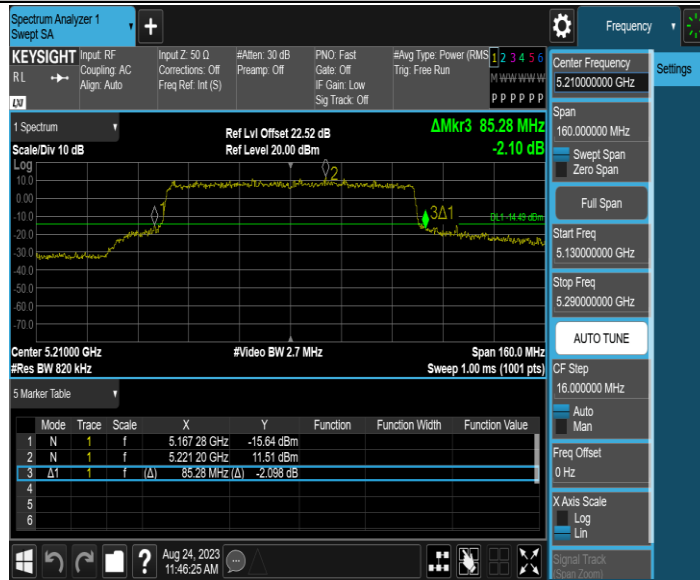 Spectrum Analyzer 1
Swept SA
Frequency
KEYSIGHT
RL
LXI
Input: RF
Coupling: AC
Align: Auto
Input Z: 50 Ω
Corrections: Off
Freq Ref: Int (S)
#Atten: 30 dB
Preamp: Off
PNO: Fast
Gate: Off
IF Gain: Low
Sig Track: Off
#Avg Type: Power (RMS
Trig: Free Run
1 2 3 4 5 6
M W W W W W
P P P P P P
Settings
Center Frequency
5.210000000 GHz
Span
160.000000 MHz
Swept Span
Zero Span
Full Span
Start Freq
5.130000000 GHz
Stop Freq
5.290000000 GHz
AUTO TUNE
CF Step
16.000000 MHz
Auto
Man
Freq Offset
0 Hz
X Axis Scale
Log
Lin
Signal Track
(Span Zoom)
1 Spectrum
Scale/Div 10 dB
Ref Lvl Offset 22.52 dB
Ref Level 20.00 dBm
ΔMkr3 85.28 MHz
-2.10 dB
Log
10.0
0.00
-10.0
-20.0
-30.0
-40.0
-50.0
-60.0
-70.0
1
2
3Δ1
DL1 -14.49 dBm
Center 5.21000 GHz
#Video BW 2.7 MHz
Span 160.0 MHz
#Res BW 820 kHz
Sweep 1.00 ms (1001 pts)
5 Marker Table
Mode Trace Scale X Y Function Function Width Function Value
1 N 1 f 5.167 28 GHz -15.64 dBm
2 N 1 f 5.221 20 GHz 11.51 dBm
3 Δ1 1 f (Δ) 85.28 MHz (Δ) -2.098 dB
4
5
6
?
Aug 24, 2023
11:46:25 AM